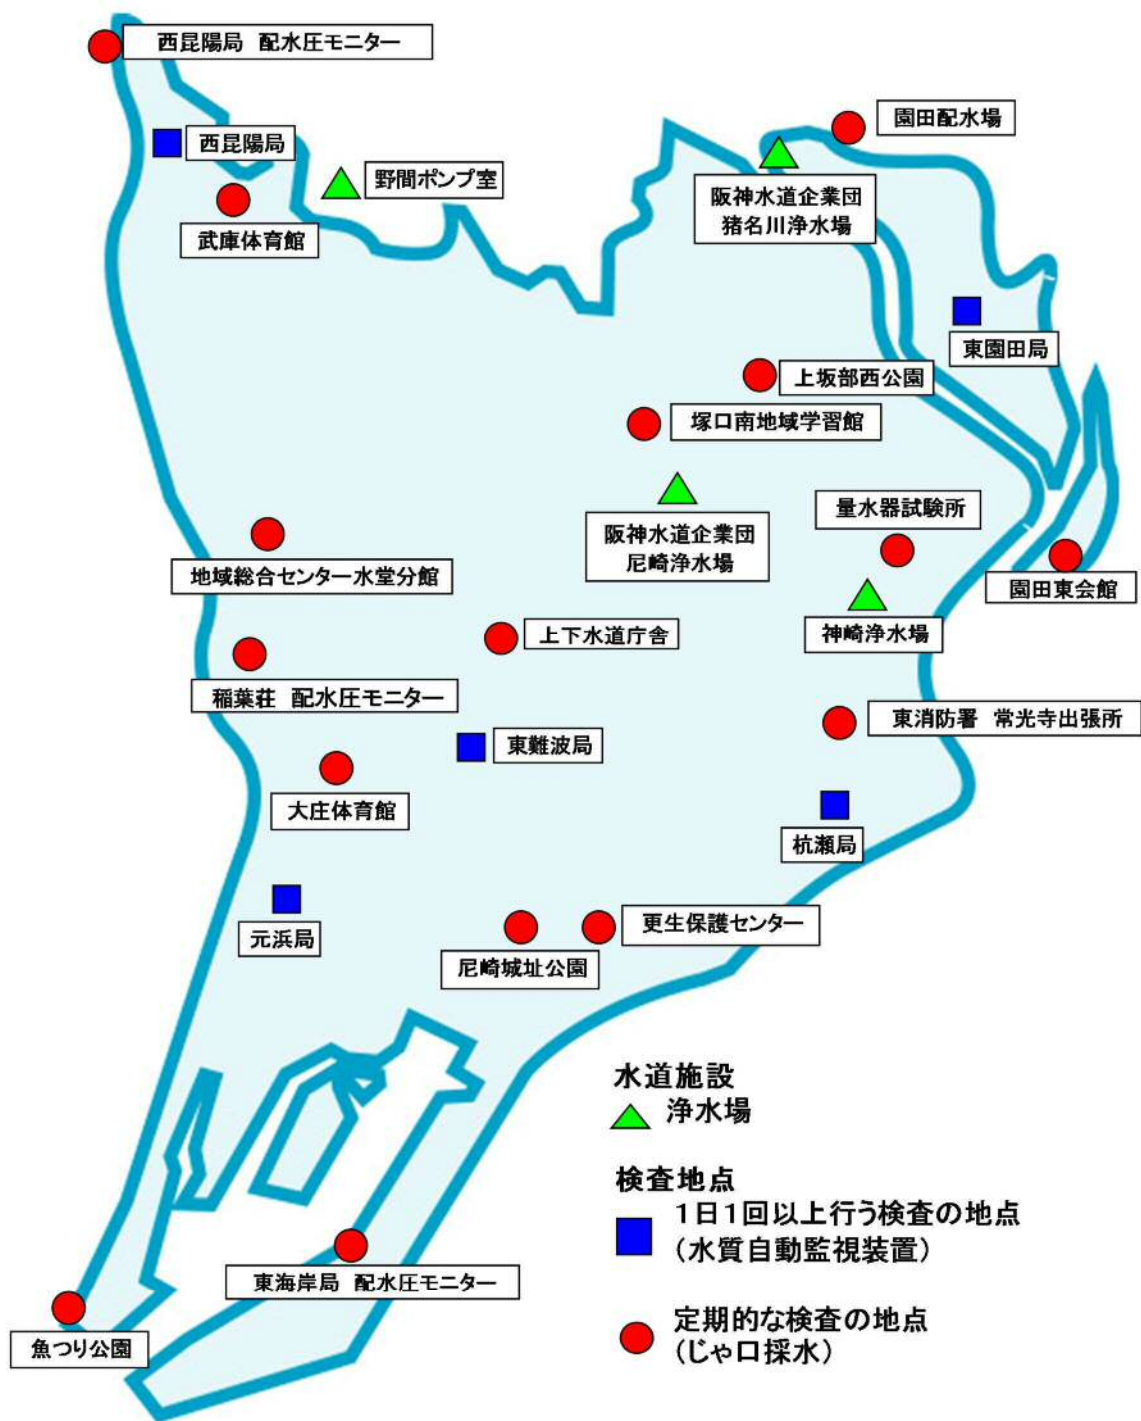 西昆陽局　配水圧モニター
園田配水場
西昆陽局
野間ポンプ室
阪神水道企業団
猪名川浄水場
武庫体育館
東園田局
上坂部西公園
塚口南地域学習館
量水器試験所
阪神水道企業団
尼崎浄水場
地域総合センター水堂分館
園田東会館
神崎浄水場
上下水道庁舎
稲葉荘　配水圧モニター
東消防署　常光寺出張所
東難波局
大庄体育館
杭瀬局
更生保護センター
元浜局
尼崎城址公園
水道施設
浄水場
検査地点
1日1回以上行う検査の地点
（水質自動監視装置）
東海岸局　配水圧モニター
定期的な検査の地点
（じゃ口採水）
魚つり公園